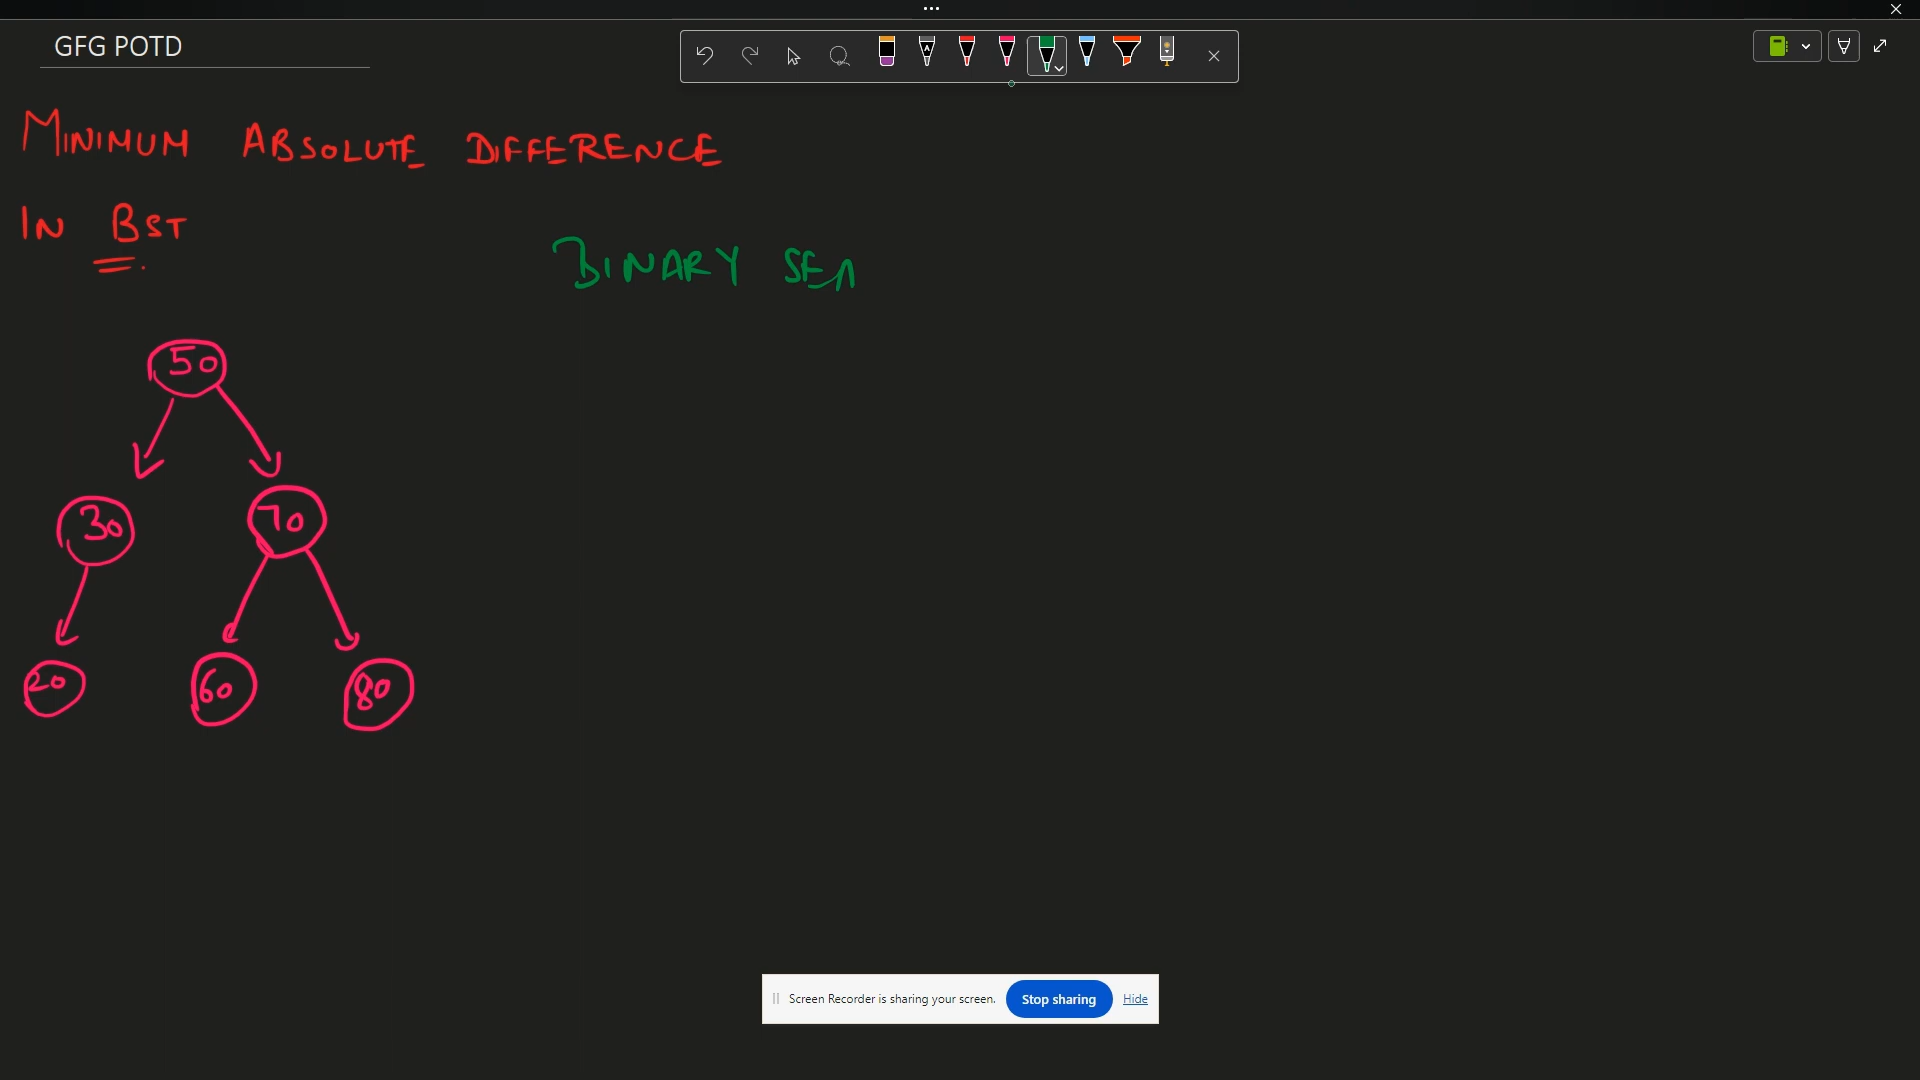 GFG POTD
MINIMUM ABSOLUTE DIFFERENCE
IN BST
BINARY SEA
50
30 70
20 60 80
Screen Recorder is sharing your screen. Stop sharing Hide